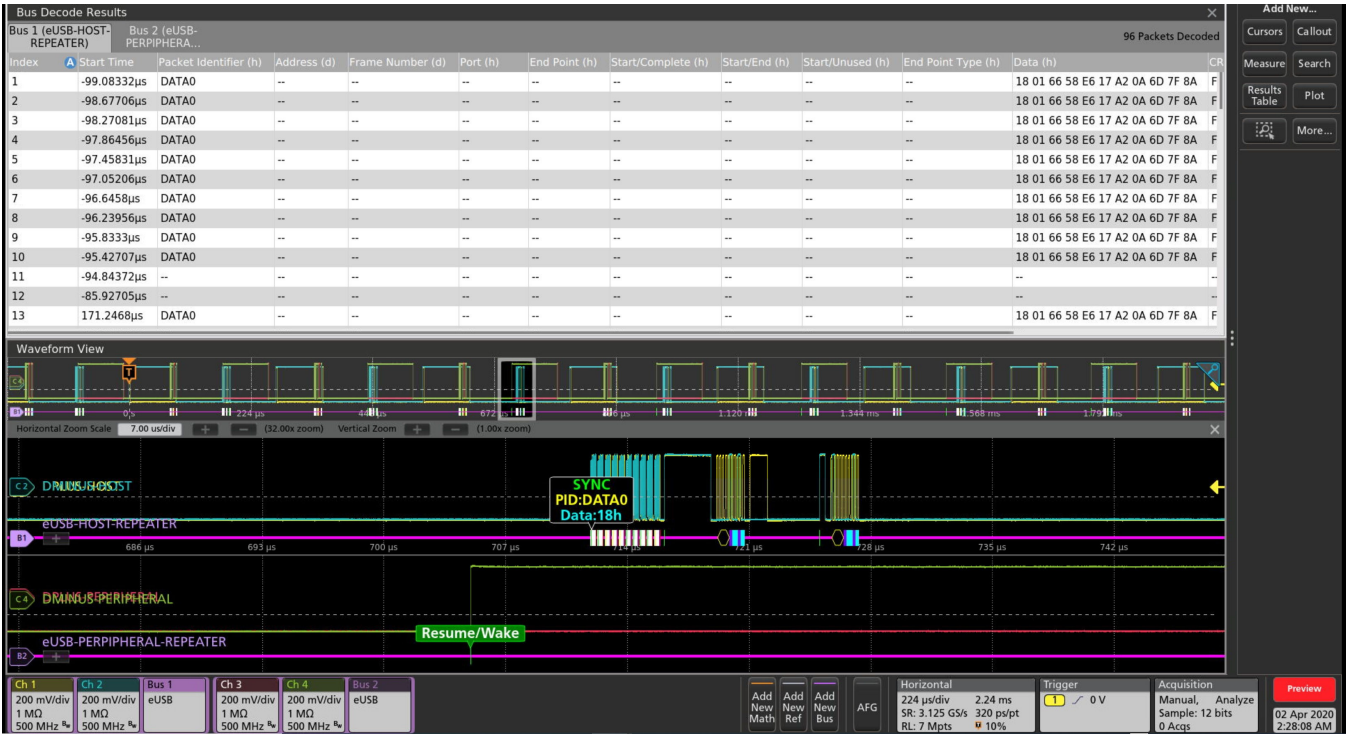 Bus Decode Results
Bus 1 (eUSB-HOST-REPEATER) Bus 2 (eUSB-PERPIPHERA... 96 Packets Decoded
Index Start Time Packet Identifier (h) Address (d) Frame Number (d) Port (h) End Point (h) Start/Complete (h) Start/End (h) Start/Unused (h) End Point Type (h) Data (h) CR
1 -99.08332µs DATA0 -- -- -- -- -- -- -- -- 18 01 66 58 E6 17 A2 0A 6D 7F 8A F
2 -98.67706µs DATA0 -- -- -- -- -- -- -- -- 18 01 66 58 E6 17 A2 0A 6D 7F 8A F
3 -98.27081µs DATA0 -- -- -- -- -- -- -- -- 18 01 66 58 E6 17 A2 0A 6D 7F 8A F
4 -97.86456µs DATA0 -- -- -- -- -- -- -- -- 18 01 66 58 E6 17 A2 0A 6D 7F 8A F
5 -97.45831µs DATA0 -- -- -- -- -- -- -- -- 18 01 66 58 E6 17 A2 0A 6D 7F 8A F
6 -97.05206µs DATA0 -- -- -- -- -- -- -- -- 18 01 66 58 E6 17 A2 0A 6D 7F 8A F
7 -96.6458µs DATA0 -- -- -- -- -- -- -- -- 18 01 66 58 E6 17 A2 0A 6D 7F 8A F
8 -96.23956µs DATA0 -- -- -- -- -- -- -- -- 18 01 66 58 E6 17 A2 0A 6D 7F 8A F
9 -95.8333µs DATA0 -- -- -- -- -- -- -- -- 18 01 66 58 E6 17 A2 0A 6D 7F 8A F
10 -95.42707µs DATA0 -- -- -- -- -- -- -- -- 18 01 66 58 E6 17 A2 0A 6D 7F 8A F
11 -94.84372µs -- -- -- -- -- -- -- -- -- --
12 -85.92705µs -- -- -- -- -- -- -- -- -- --
13 171.2468µs DATA0 -- -- -- -- -- -- -- -- 18 01 66 58 E6 17 A2 0A 6D 7F 8A F
Add New...
Cursors Callout
Measure Search
Results Table Plot
More...
Waveform View
T
0 s 224 µs 1.120 1.344 ms 1.568 ms
Horizontal Zoom Scale 7.00 us/div + — (32.00x zoom) Vertical Zoom + — (1.00x zoom)
C2
SYNC
PID:DATA0
Data:18h
eUSB-HOST-REPEATER
B1
686 µs 693 µs 700 µs 707 µs 714 µs 721 µs 728 µs 735 µs 742 µs
C4 DMINUS-PERIPHERAL
Resume/Wake
eUSB-PERPIPHERAL-REPEATER
B2
Ch 1
200 mV/div
1 MΩ
500 MHz Bw
Ch 2
200 mV/div
1 MΩ
500 MHz Bw
Bus 1
eUSB
Ch 3
200 mV/div
1 MΩ
500 MHz Bw
Ch 4
200 mV/div
1 MΩ
500 MHz Bw
Bus 2
eUSB
Add New Math
Add New Ref
Add New Bus
AFG
Horizontal
224 µs/div 2.24 ms
SR: 3.125 GS/s 320 ps/pt
RL: 7 Mpts 10%
Trigger
1 0 V
Acquisition
Manual, Analyze
Sample: 12 bits
0 Acqs
Preview
02 Apr 2020
2:28:08 AM